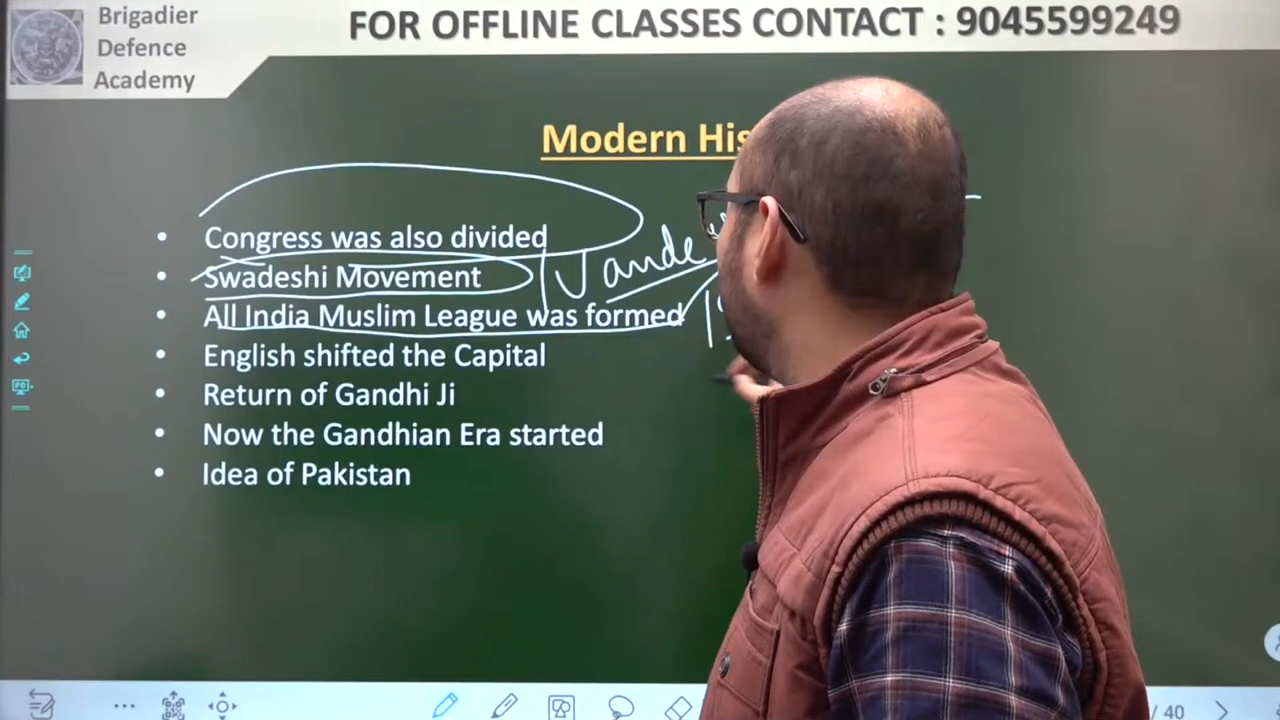 Brigadier
Defence
Academy
FOR OFFLINE CLASSES CONTACT : 9045599249
Modern His
• Congress was also divided
• Swadeshi Movement
Vande
• All India Muslim League was formed
• English shifted the Capital
• Return of Gandhi Ji
• Now the Gandhian Era started
• Idea of Pakistan
/ 40